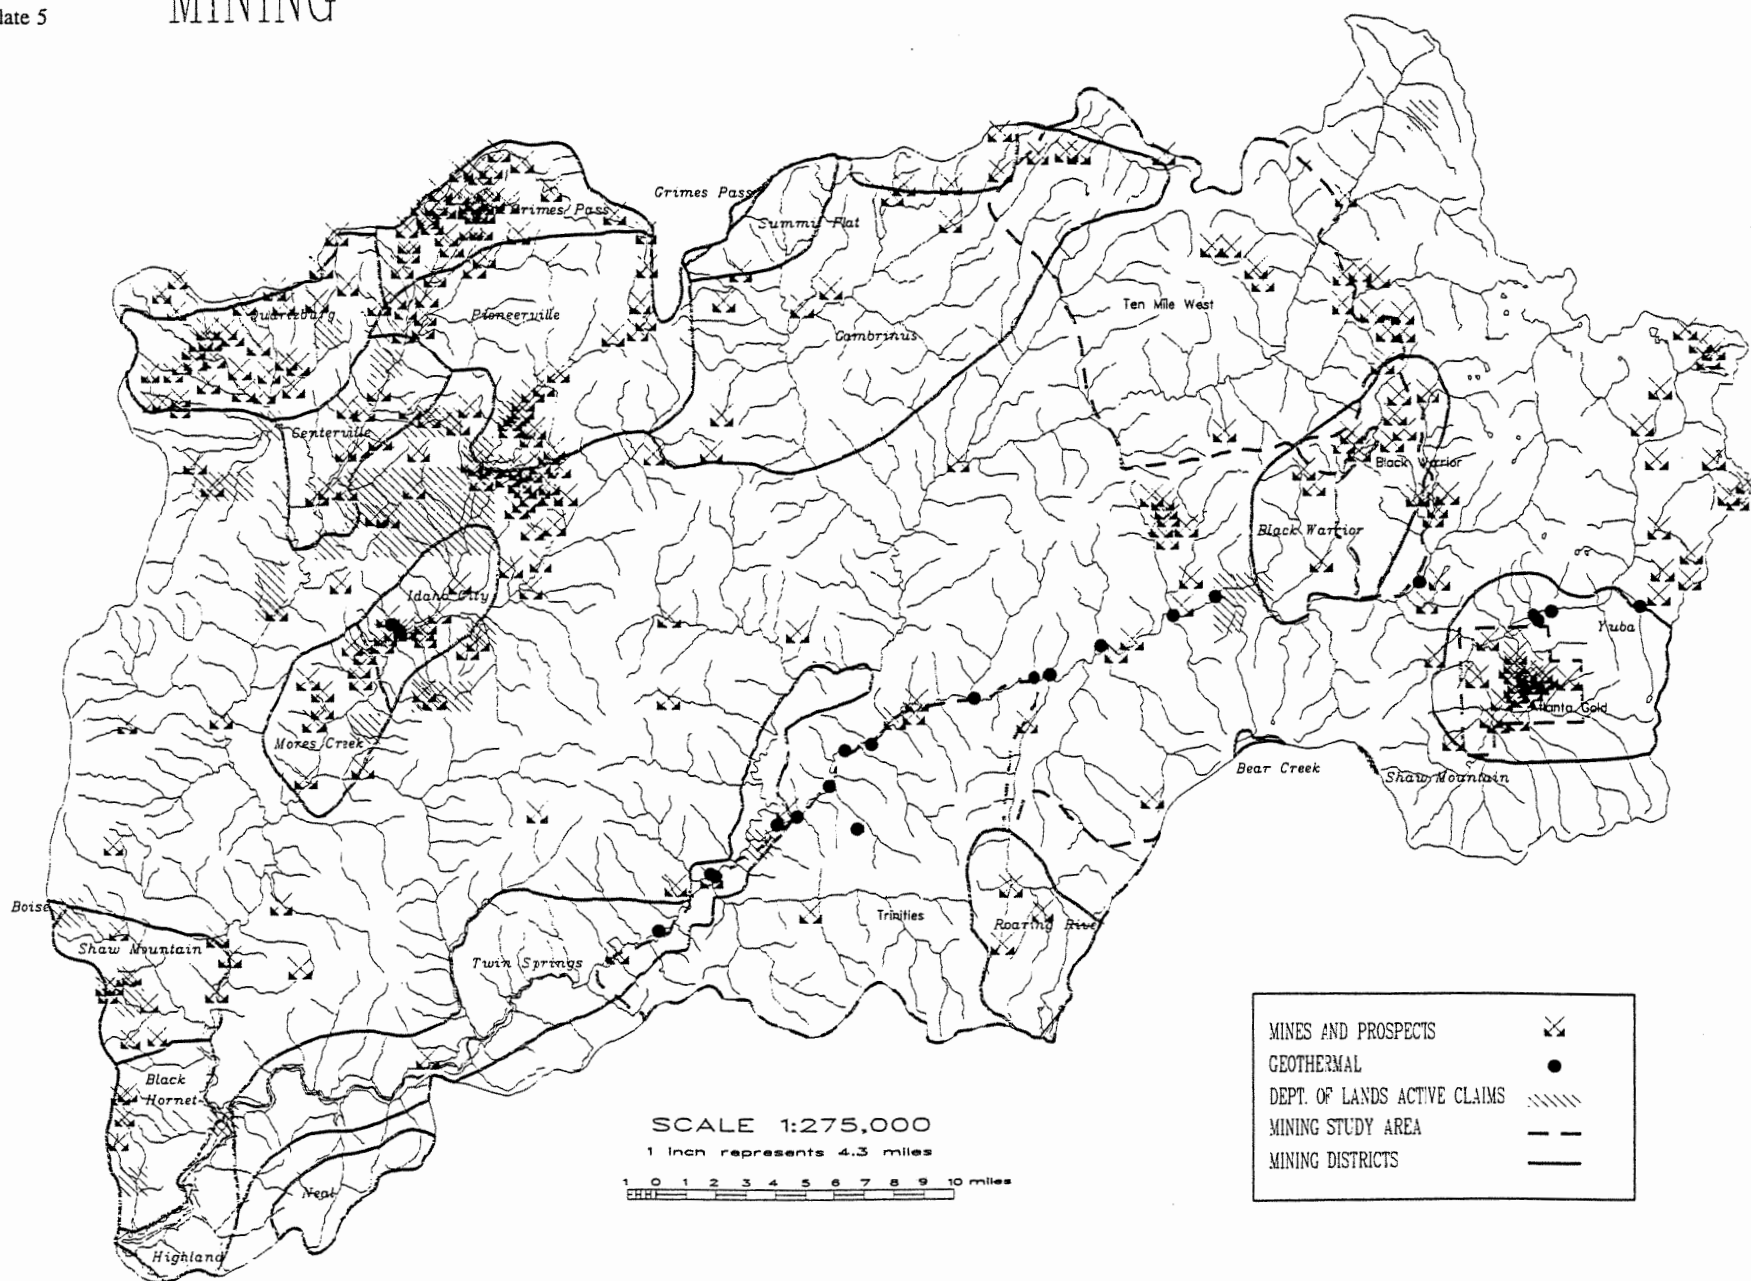 late 5
MINING
Grimes Pass
Grimes Pass
Summit Flat
Quartzburg
Pioneerville
Ten Mile West
Gambrinus
Centerville
Black Warrior
Black Warrior
Idaho City
Yuba
Atlanta Gold
Mores Creek
Bear Creek
Shaw Mountain
Boise
Trinities
Roaring River
Shaw Mountain
Twin Springs
Black
Hornet
Neal
Highland
SCALE 1:275,000
1 inch represents 4.3 miles
1 0 1 2 3 4 5 6 7 8 9 10 miles
MINES AND PROSPECTS
GEOTHERMAL
DEPT. OF LANDS ACTIVE CLAIMS
MINING STUDY AREA
MINING DISTRICTS